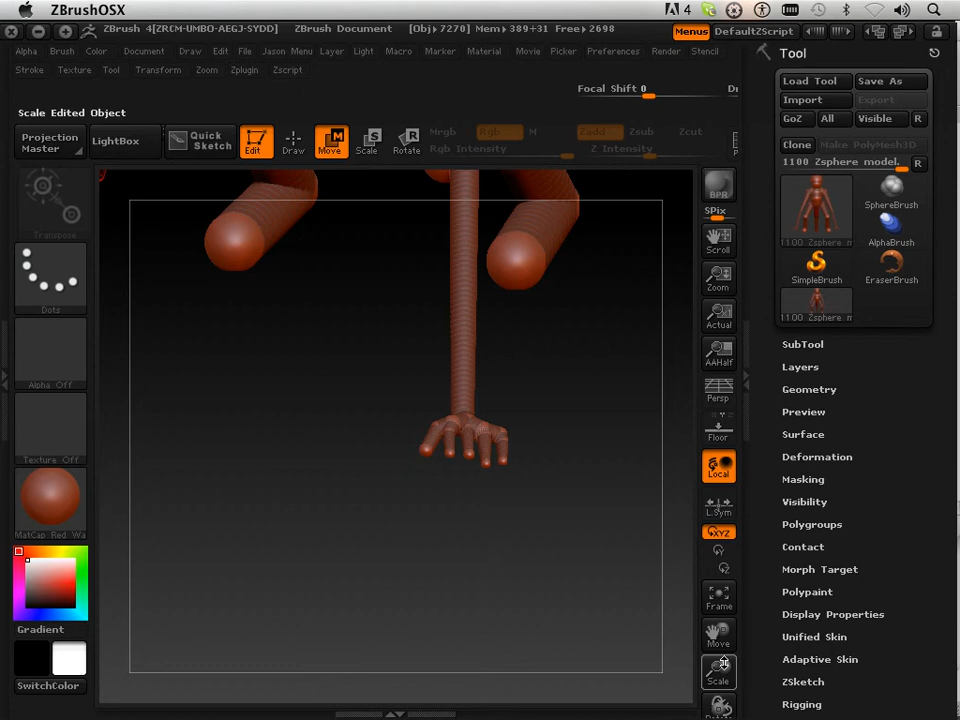 ZBrushOSX
4
ZBrush 4[ZRCM-UMBO-AEGJ-SYDD] ZBrush Document [Obj▸7270] Mem▸389+31 Free▸2698 Menus DefaultZScript
Alpha Brush Color Document Draw Edit File Jason Menu Layer Light Macro Marker Material Movie Picker Preferences Render Stencil
Stroke Texture Tool Transform Zoom Zplugin Zscript
Focal Shift 0
Scale Edited Object
Projection Master
LightBox
Quick Sketch
Edit
Draw
Move
Scale
Rotate
Mrgb Rgb M Zadd Zsub Zcut
Rgb Intensity Z Intensity
Transpose
Dots
Alpha Off
Texture Off
MatCap Red Wa
Gradient
SwitchColor
BPR
SPix
Scroll
Zoom
Actual
AAHalf
Persp
Floor
Local
L.Sym
XYZ
Frame
Move
Scale
Tool
Load Tool Save As
Import Export
GoZ All Visible R
Clone Make PolyMesh3D
1100 Zsphere model. R
1100 Zsphere m
SphereBrush
AlphaBrush
SimpleBrush
EraserBrush
1100 Zsphere m
SubTool
Layers
Geometry
Preview
Surface
Deformation
Masking
Visibility
Polygroups
Contact
Morph Target
Polypaint
Display Properties
Unified Skin
Adaptive Skin
ZSketch
Rigging